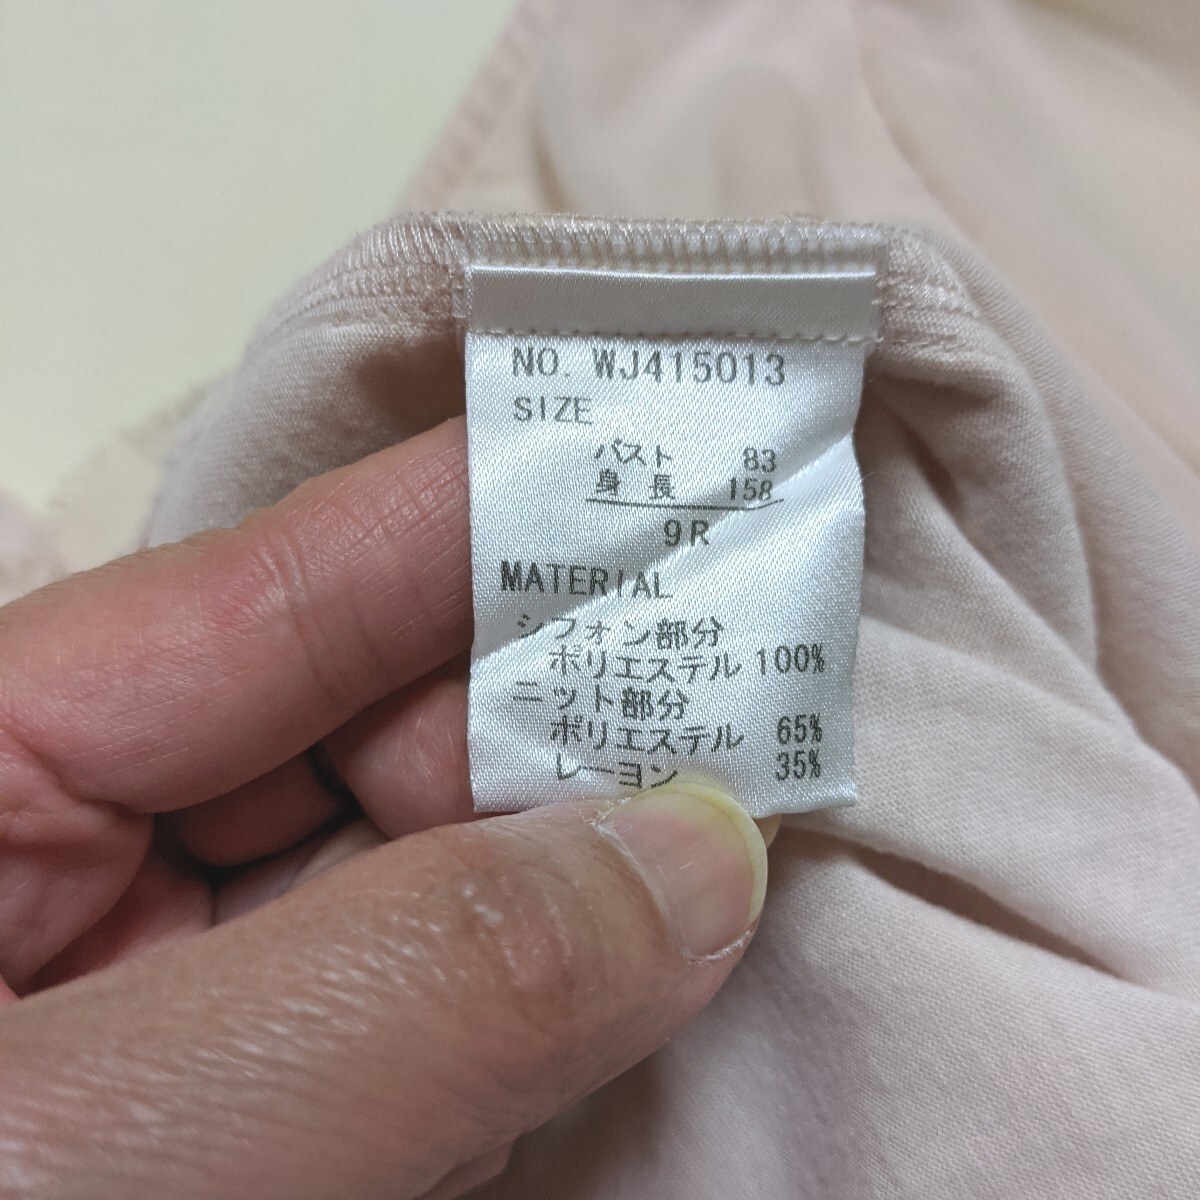 NO. WJ415013
SIZE
バスト 83
身長 158
9R
MATERIAL
シフォン部分
ポリエステル 100%
ニット部分
ポリエステル 65%
レーヨン 35%